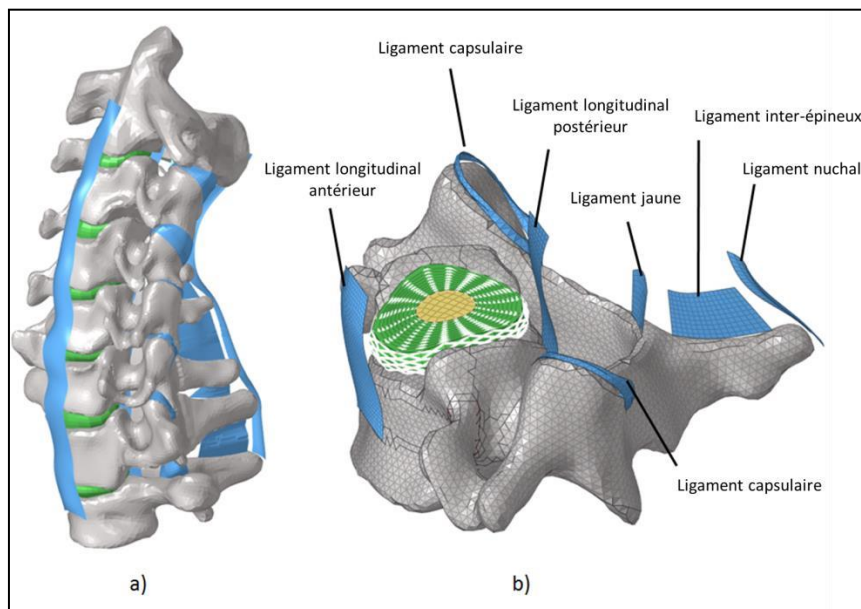 Ligament capsulaire
Ligament longitudinal
postérieur
Ligament inter-épineux
Ligament longitudinal
antérieur
Ligament jaune
Ligament nuchal
Ligament capsulaire
a)
b)